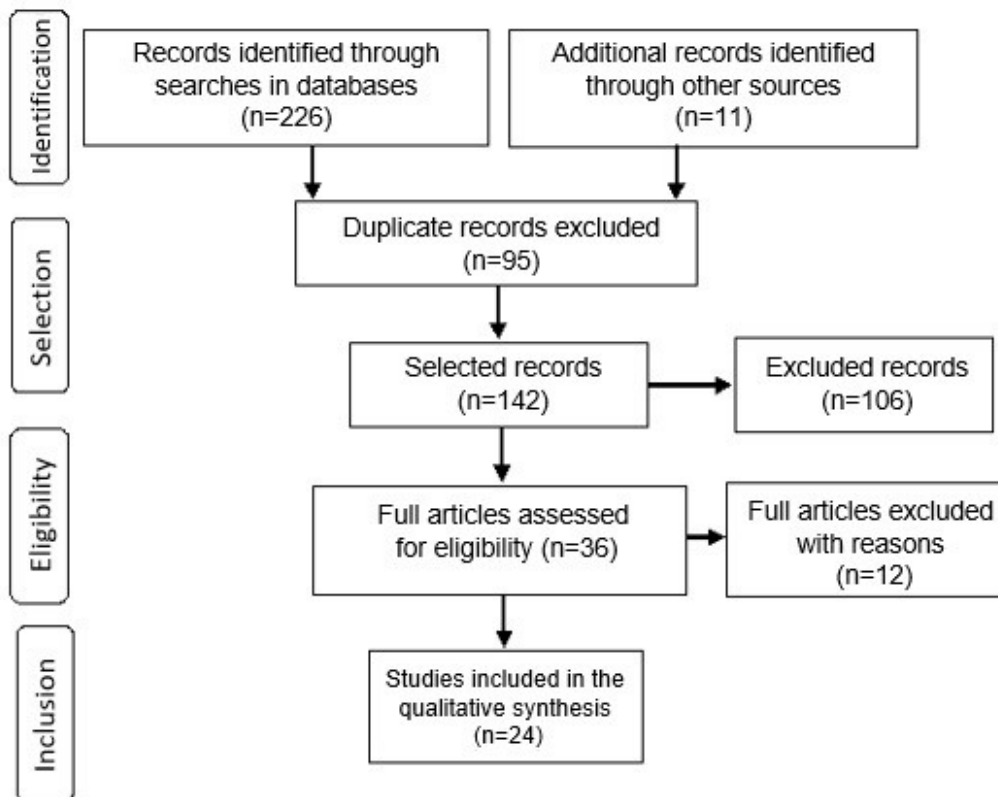 Identification
Records identified through
searches in databases
(n=226)
Additional records identified
through other sources
(n=11)
Selection
Duplicate records excluded
(n=95)
Selected records
(n=142)
Excluded records
(n=106)
Eligibility
Full articles assessed
for eligibility (n=36)
Full articles excluded
with reasons
(n=12)
Inclusion
Studies included in the
qualitative synthesis
(n=24)